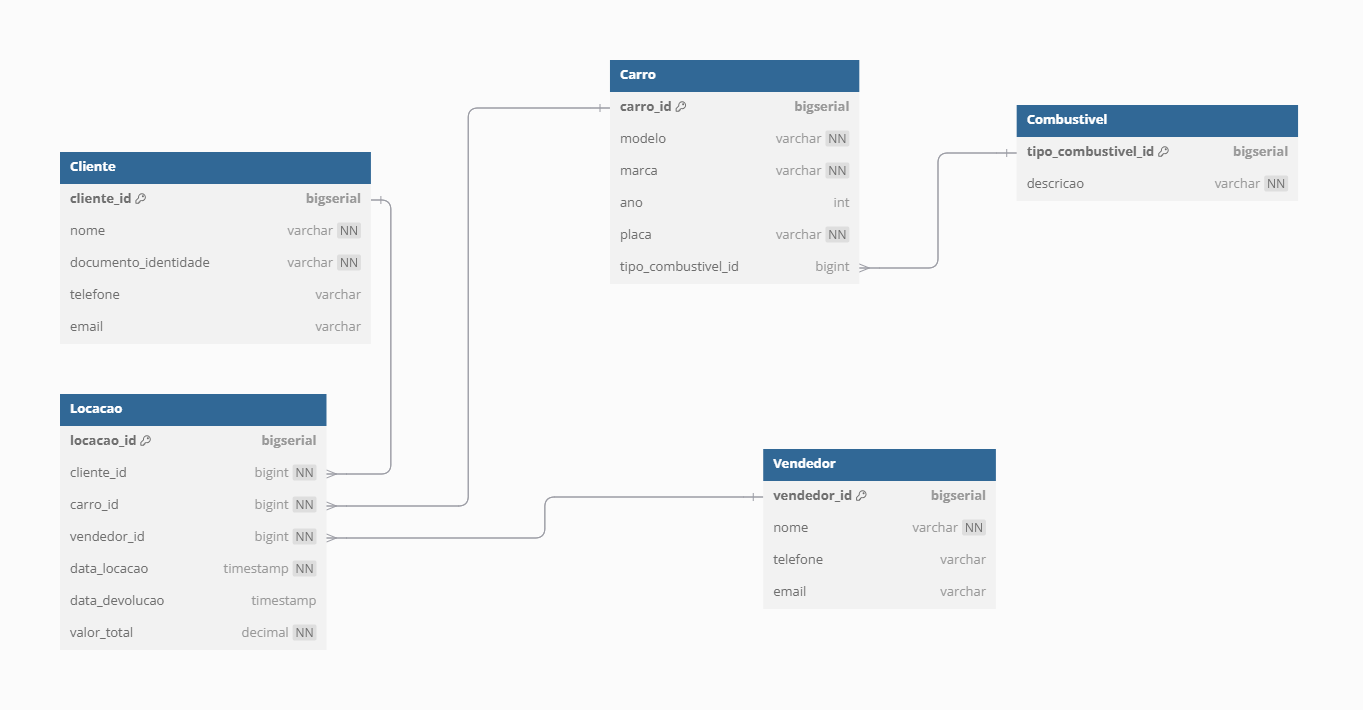 Cliente
cliente_id bigserial
nome varchar NN
documento_identidade varchar NN
telefone varchar
email varchar
Locacao
locacao_id bigserial
cliente_id bigint NN
carro_id bigint NN
vendedor_id bigint NN
data_locacao timestamp NN
data_devolucao timestamp
valor_total decimal NN
Carro
carro_id bigserial
modelo varchar NN
marca varchar NN
ano int
placa varchar NN
tipo_combustivel_id bigint
Combustivel
tipo_combustivel_id bigserial
descricao varchar NN
Vendedor
vendedor_id bigserial
nome varchar NN
telefone varchar
email varchar